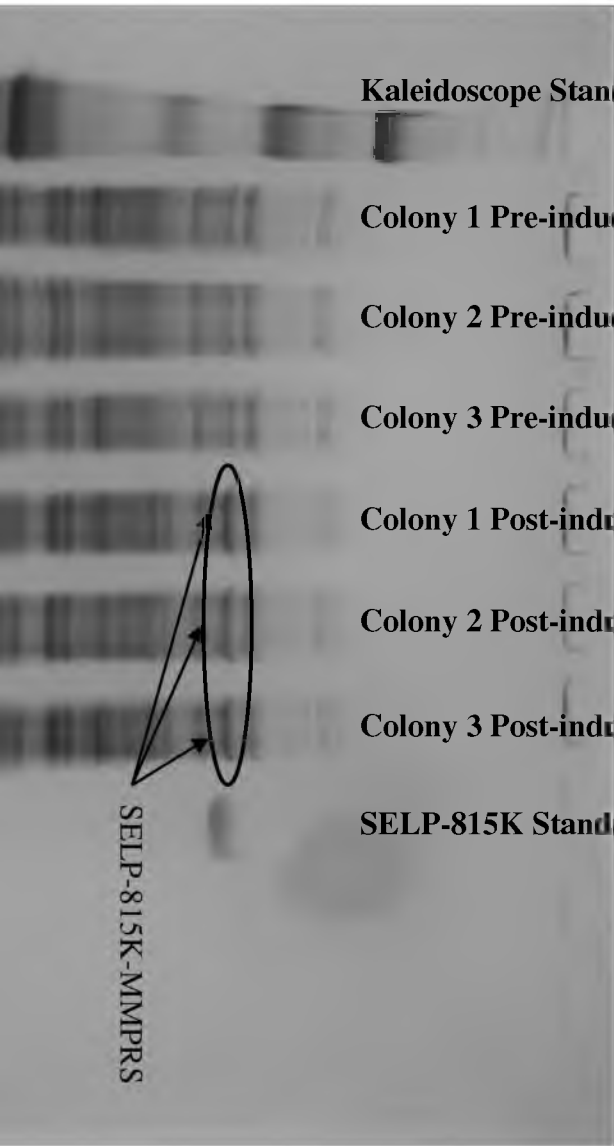 Kaleidoscope Stan
Colony 1 Pre-indu
Colony 2 Pre-indu
Colony 3 Pre-indu
Colony 1 Post-indu
Colony 2 Post-indu
Colony 3 Post-indu
SELP-815K Stand
SELP-815K-MMPRS